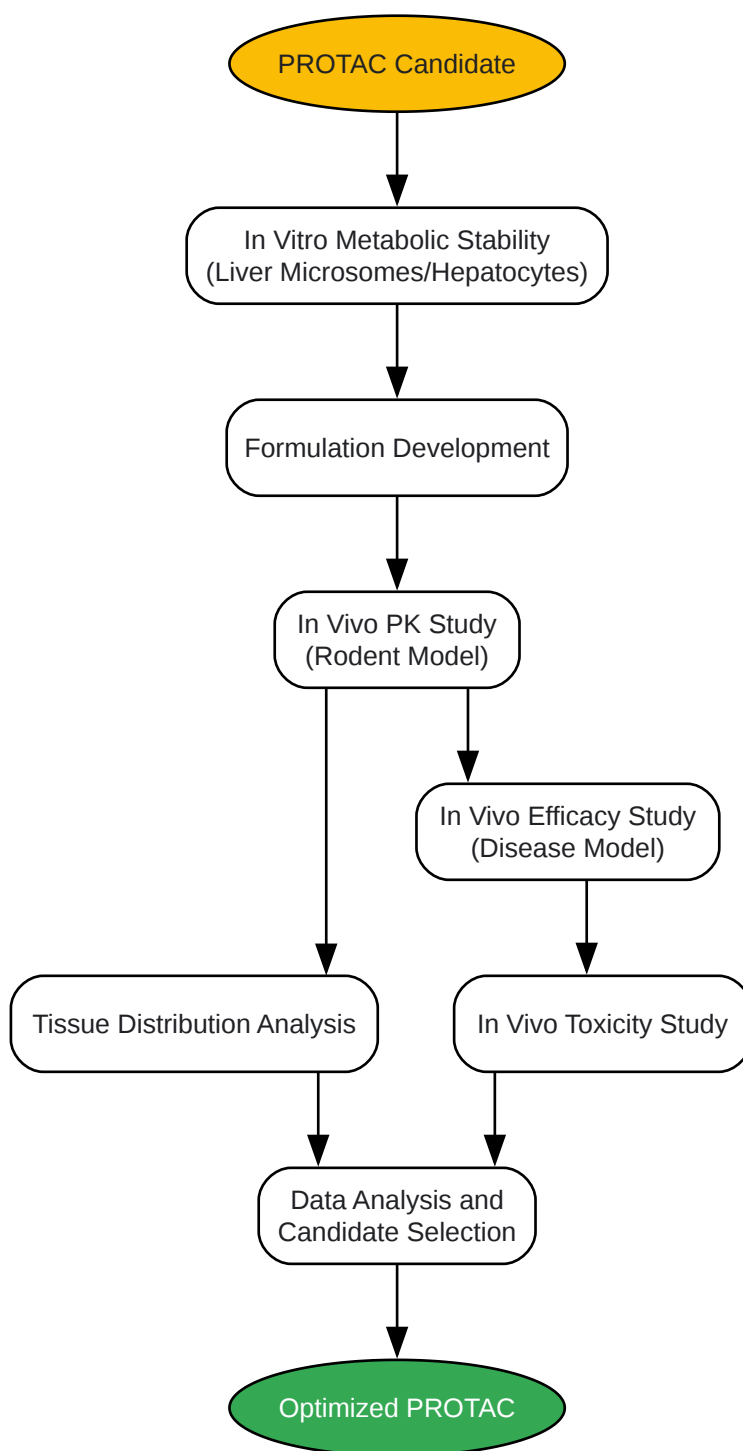 PROTAC Candidate
In Vitro Metabolic Stability
(Liver Microsomes/Hepatocytes)
Formulation Development
In Vivo PK Study
(Rodent Model)
In Vivo Efficacy Study
(Disease Model)
Tissue Distribution Analysis
In Vivo Toxicity Study
Data Analysis and
Candidate Selection
Optimized PROTAC